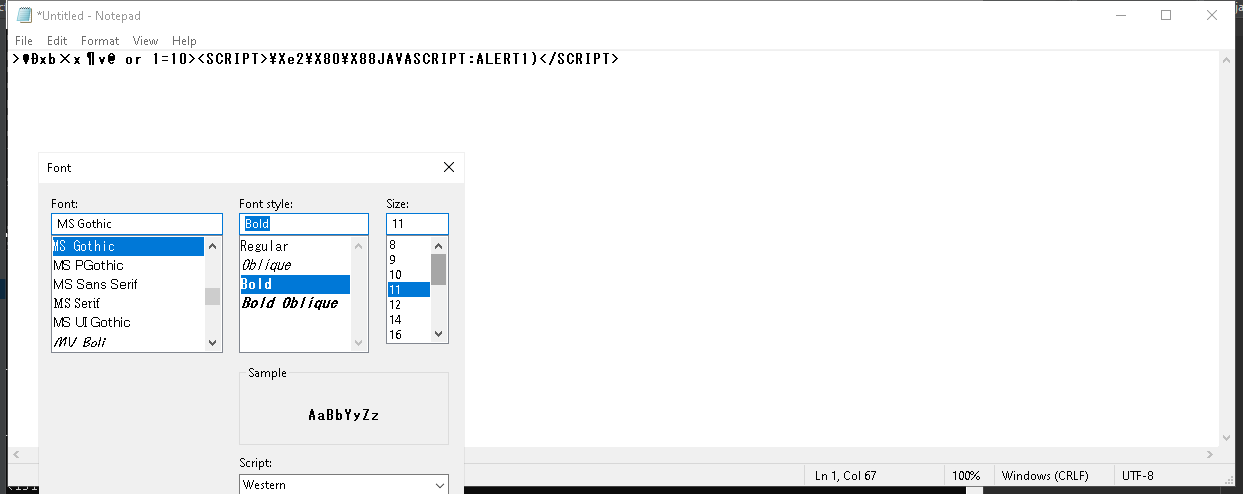 *Untitled - Notepad
File Edit Format View Help
>♥Ðxb×x¶v@ or 1=10><SCRIPT>¥Xe2¥X80¥X88JAVASCRIPT:ALERT1)</SCRIPT>
Font
Font: Font style: Size:
MS Gothic Bold 11
MS Gothic Regular 8
MS PGothic Oblique 9
MS Sans Serif Bold 10
MS Serif Bold Oblique 11
MS UI Gothic 12
MV Boli 14
16
Sample
AaBbYyZz
Script:
Western
Ln 1, Col 67 100% Windows (CRLF) UTF-8